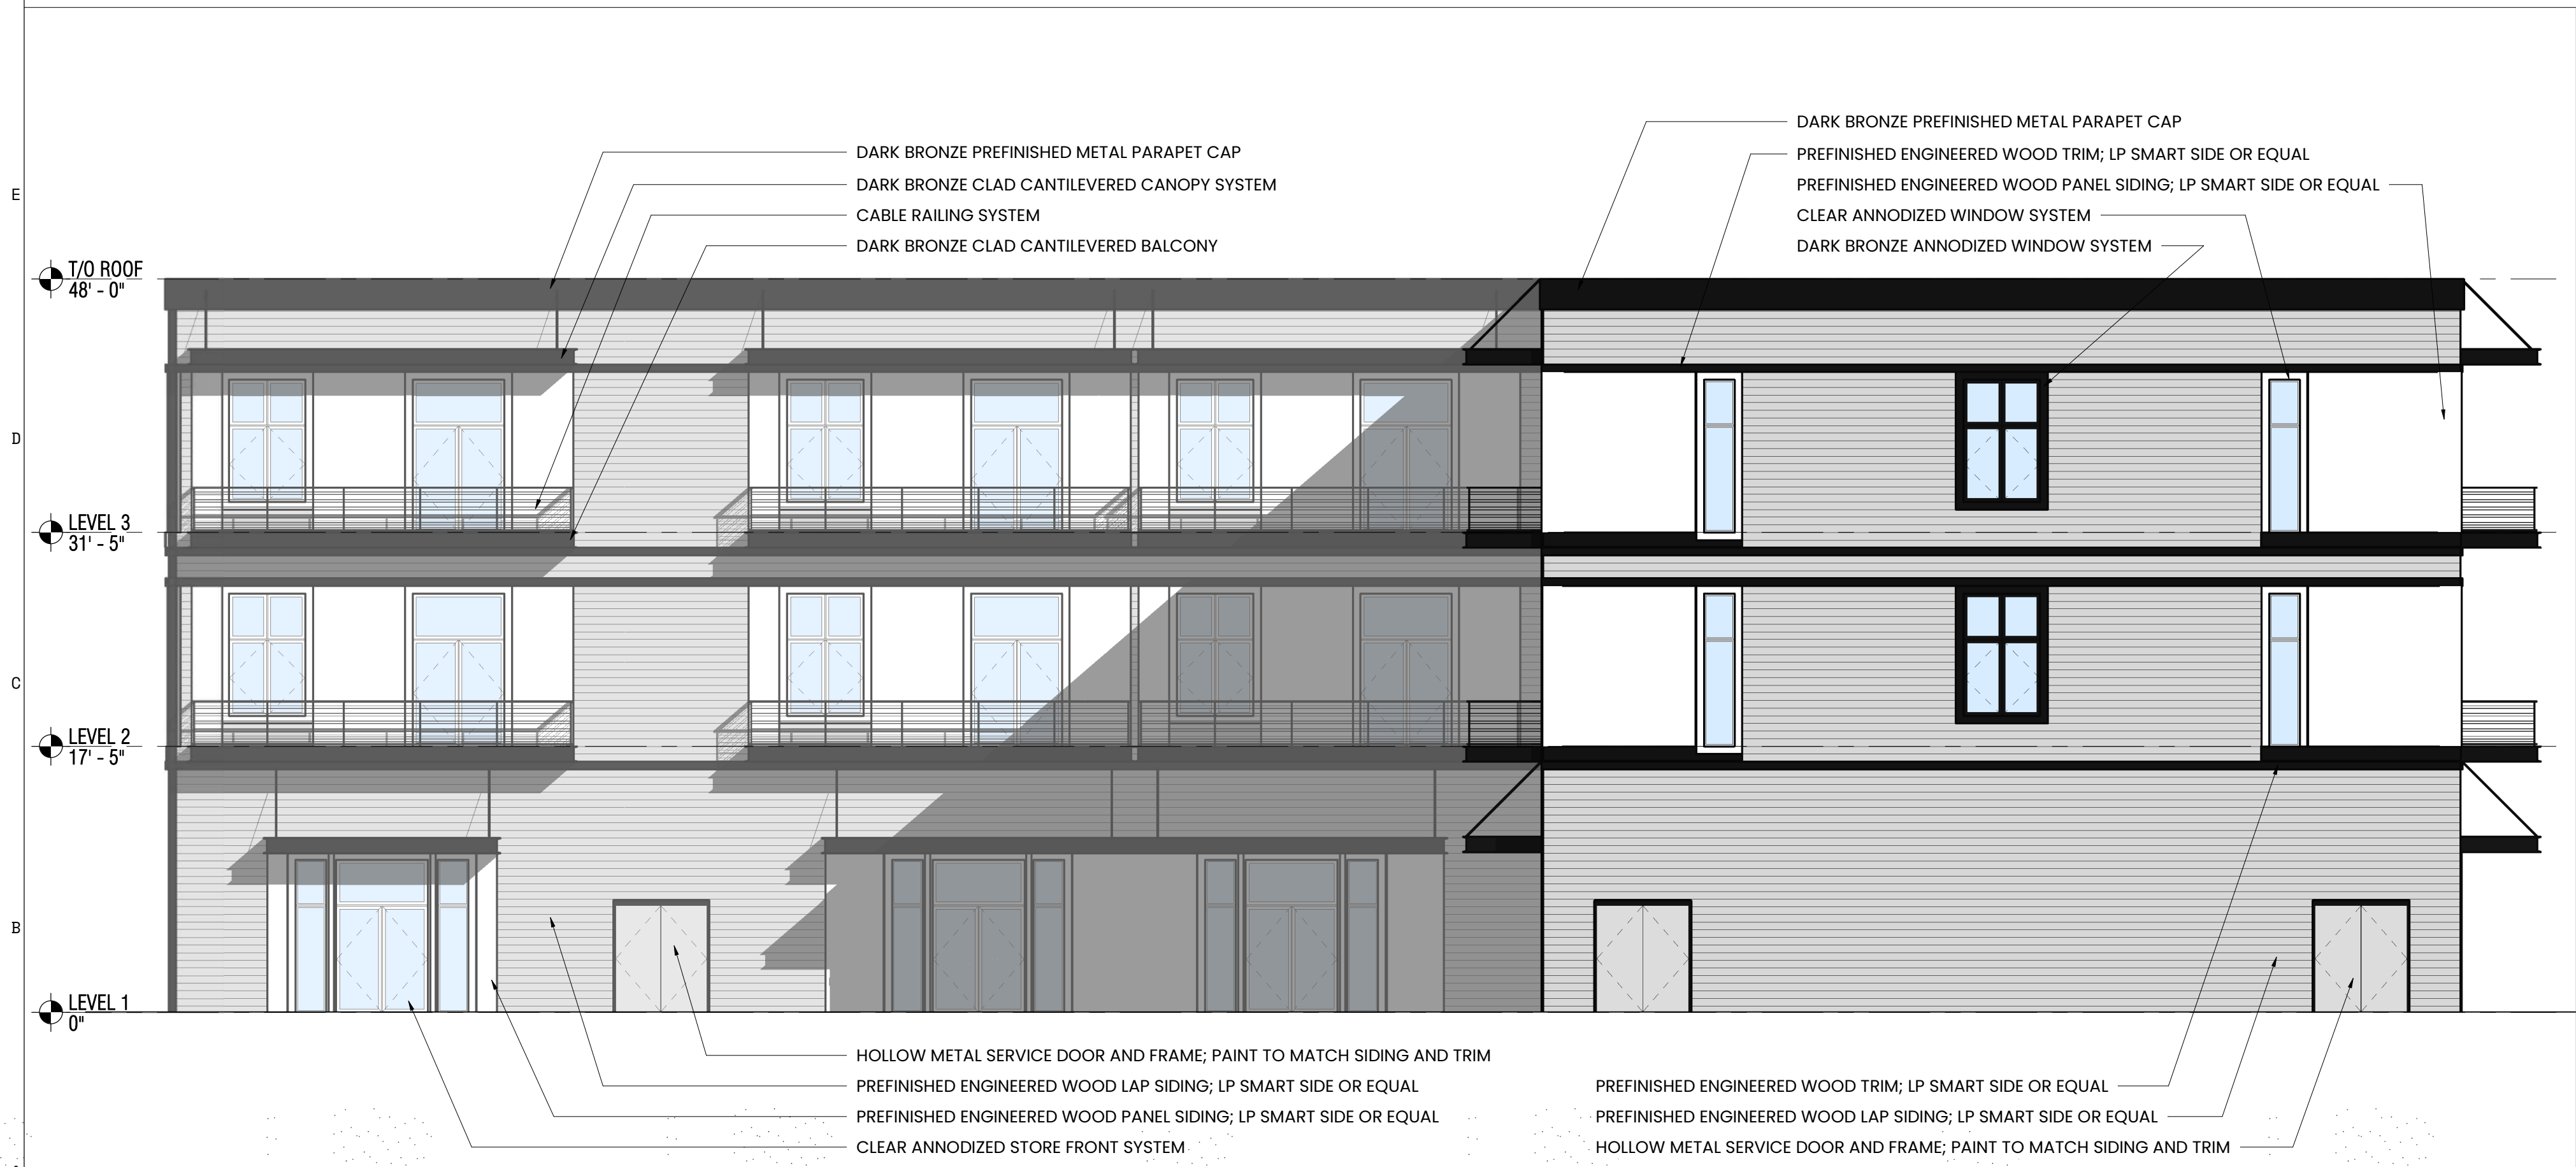 DARK BRONZE PREFINISHED METAL PARAPET CAP
DARK BRONZE CLAD CANTILEVERED CANOPY SYSTEM
CABLE RAILING SYSTEM
DARK BRONZE CLAD CANTILEVERED BALCONY
DARK BRONZE PREFINISHED METAL PARAPET CAP
PREFINISHED ENGINEERED WOOD TRIM; LP SMART SIDE OR EQUAL
PREFINISHED ENGINEERED WOOD PANEL SIDING; LP SMART SIDE OR EQUAL
CLEAR ANNODIZED WINDOW SYSTEM
DARK BRONZE ANNODIZED WINDOW SYSTEM
E
T/O ROOF
48' - 0"
D
LEVEL 3
31' - 5"
C
LEVEL 2
17' - 5"
B
LEVEL 1
0"
HOLLOW METAL SERVICE DOOR AND FRAME; PAINT TO MATCH SIDING AND TRIM
PREFINISHED ENGINEERED WOOD LAP SIDING; LP SMART SIDE OR EQUAL
PREFINISHED ENGINEERED WOOD PANEL SIDING; LP SMART SIDE OR EQUAL
CLEAR ANNODIZED STORE FRONT SYSTEM
PREFINISHED ENGINEERED WOOD TRIM; LP SMART SIDE OR EQUAL
PREFINISHED ENGINEERED WOOD LAP SIDING; LP SMART SIDE OR EQUAL
HOLLOW METAL SERVICE DOOR AND FRAME; PAINT TO MATCH SIDING AND TRIM